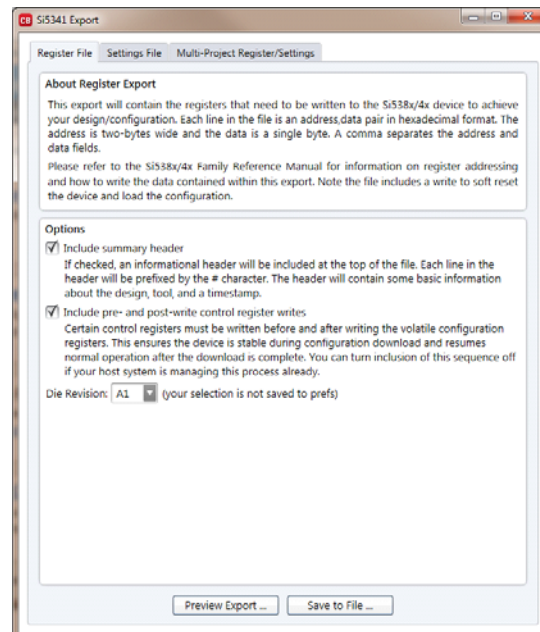 CB Si5341 Export
Register File Settings File Multi-Project Register/Settings
About Register Export
This export will contain the registers that need to be written to the Si538x/4x device to achieve
your design/configuration. Each line in the file is an address,data pair in hexadecimal format. The
address is two-bytes wide and the data is a single byte. A comma separates the address and
data fields.
Please refer to the Si538x/4x Family Reference Manual for information on register addressing
and how to write the data contained within this export. Note the file includes a write to soft reset
the device and load the configuration.
Options
Include summary header
If checked, an informational header will be included at the top of the file. Each line in the
header will be prefixed by the # character. The header will contain some basic information
about the design, tool, and a timestamp.
Include pre- and post-write control register writes
Certain control registers must be written before and after writing the volatile configuration
registers. This ensures the device is stable during configuration download and resumes
normal operation after the download is complete. You can turn inclusion of this sequence off
if your host system is managing this process already.
Die Revision: A1 (your selection is not saved to prefs)
Preview Export ... Save to File ...